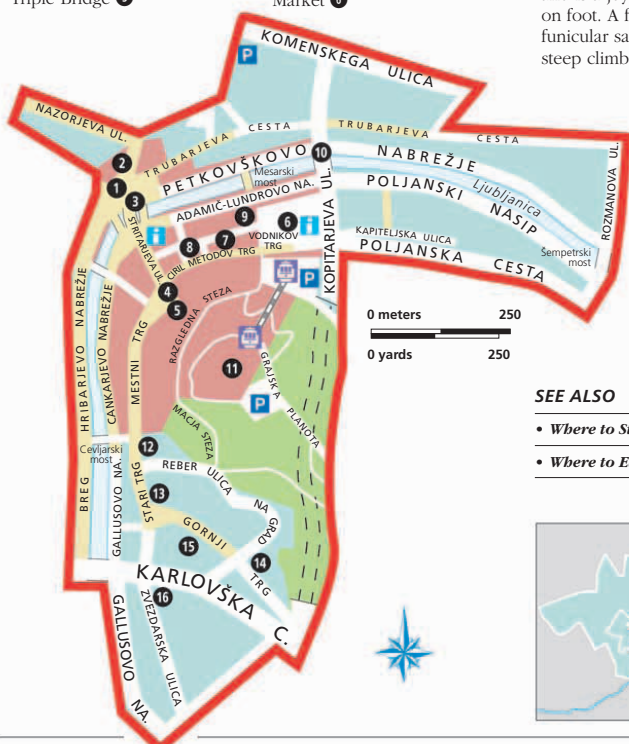 Triple Bridge 3
Market 6
on foot. A f
funicular sa
steep climb
KOMENSKEGA ULICA
P
NAZORJEVA UL.
TRUBARJEVA CESTA
TRUBARJEVA CESTA
2
1
3
10
PETKOVŠKOVO NABREŽJE
Mesarski
most
ADAMIČ-LUNDROVO NA.
POLJANSKI NASIP
Ljubljanica
ROZMANOVA UL.
9
6
i
i
8
7
VODNIKOV
TRG
KAPITELJSKA ULICA
POLJANSKA CESTA
Šempetrski
most
STRITARJEVA UL.
CIRIL METODOV TRG
KOPITARJEVA UL.
P
4
5
RAZGLEDNA STEZA
HRIBARJEVO NABREŽJE
CANKARJEVO NABREŽJE
MESTNI TRG
0 meters 250
0 yards 250
11
GRAJSKA PLANOTA
P
MACJA STEZA
SEE ALSO
• Where to St
• Where to E
12
Cevljarski
most
REBER ULICA NA GRAD
BREG
GALLUSOVO NA.
STARI TRG
13
GORNJI TRG
15
14
KARLOVŠKA C.
16
GALLUSOVO NA.
ZVEZDARSKA ULICA